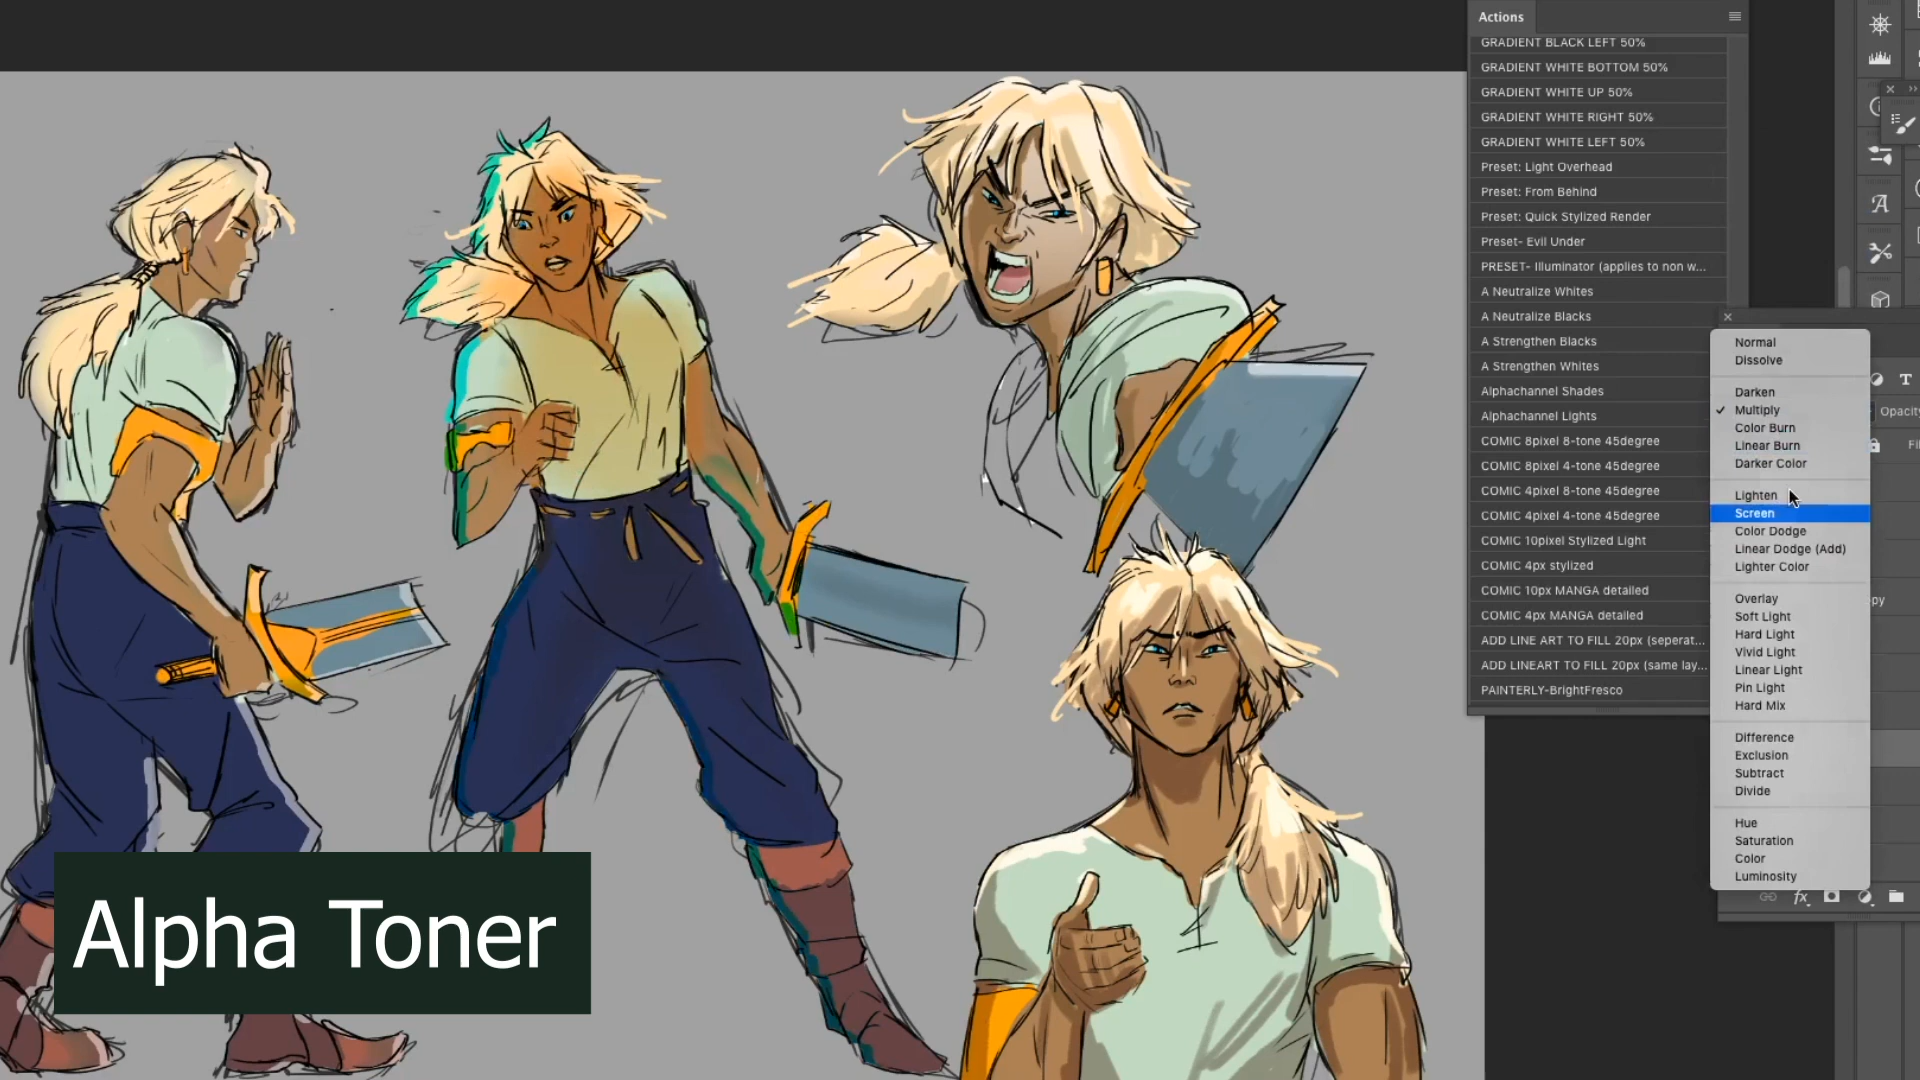 Actions
GRADIENT BLACK LEFT 50%
GRADIENT WHITE BOTTOM 50%
GRADIENT WHITE UP 50%
GRADIENT WHITE RIGHT 50%
GRADIENT WHITE LEFT 50%
Preset: Light Overhead
Preset: From Behind
Preset: Quick Stylized Render
Preset- Evil Under
PRESET- Illuminator (applies to non w...
A Neutralize Whites
A Neutralize Blacks
A Strengthen Blacks
A Strengthen Whites
Alphachannel Shades
Alphachannel Lights
COMIC 8pixel 8-tone 45degree
COMIC 8pixel 4-tone 45degree
COMIC 4pixel 8-tone 45degree
COMIC 4pixel 4-tone 45degree
COMIC 10pixel Stylized Light
COMIC 4px stylized
COMIC 10px MANGA detailed
COMIC 4px MANGA detailed
ADD LINE ART TO FILL 20px (seperat...
ADD LINEART TO FILL 20px (same lay...
PAINTERLY-BrightFresco
Normal
Dissolve
Darken
Multiply
Color Burn
Linear Burn
Darker Color
Lighten
Screen
Color Dodge
Linear Dodge (Add)
Lighter Color
Overlay
Soft Light
Hard Light
Vivid Light
Linear Light
Pin Light
Hard Mix
Difference
Exclusion
Subtract
Divide
Hue
Saturation
Color
Luminosity
Opacity
py
fx
Alpha Toner